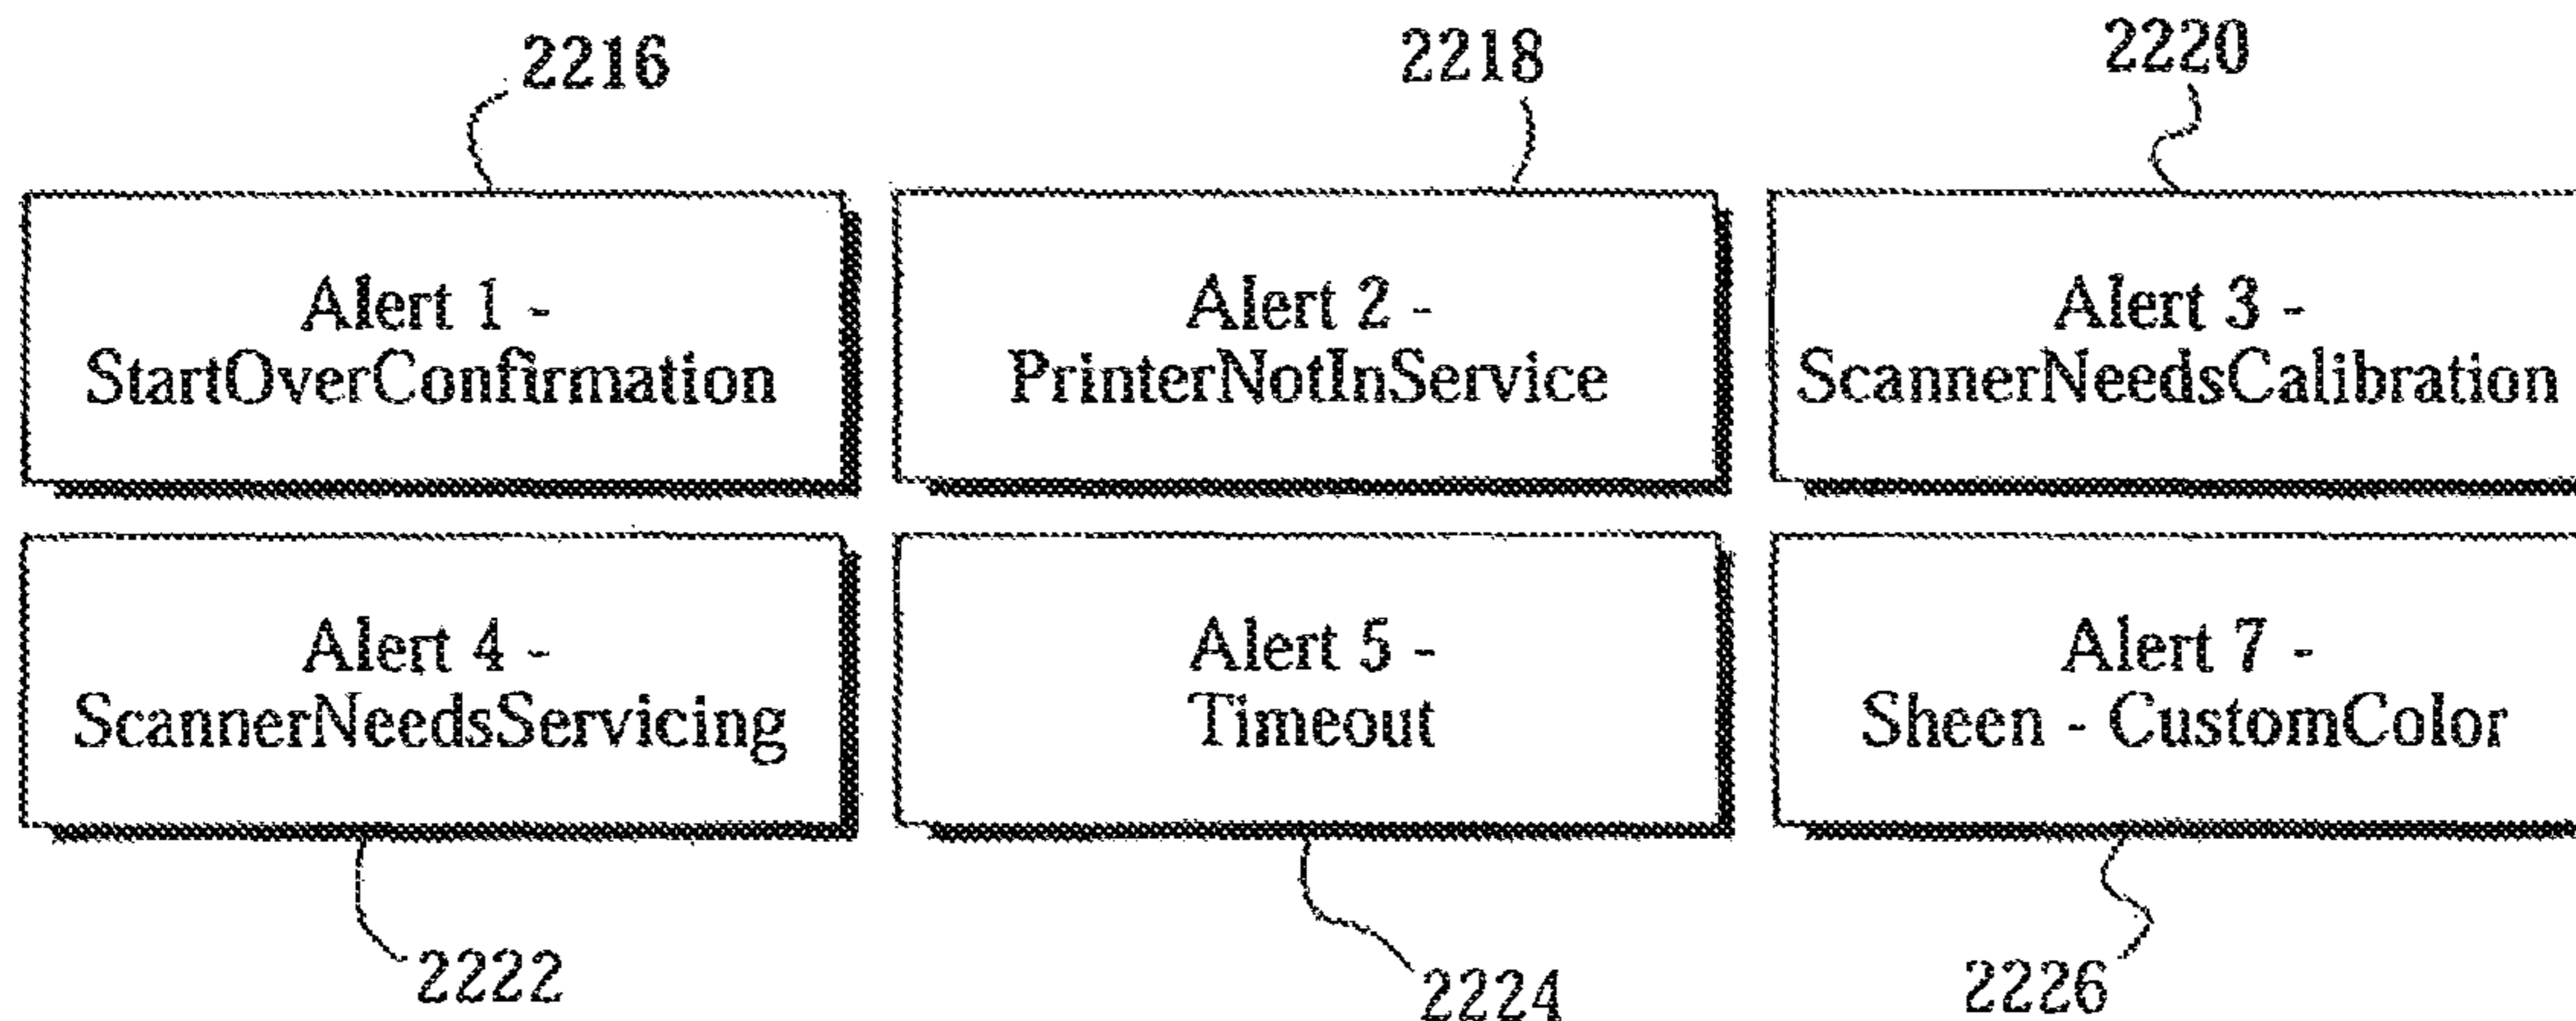 2216
2218
2220
Alert 1 -
StartOverConfirmation
Alert 2 -
PrinterNotInService
Alert 3 -
ScannerNeedsCalibration
Alert 4 -
ScannerNeedsServicing
Alert 5 -
Timeout
Alert 7 -
Sheen - CustomColor
2222
2224
2226